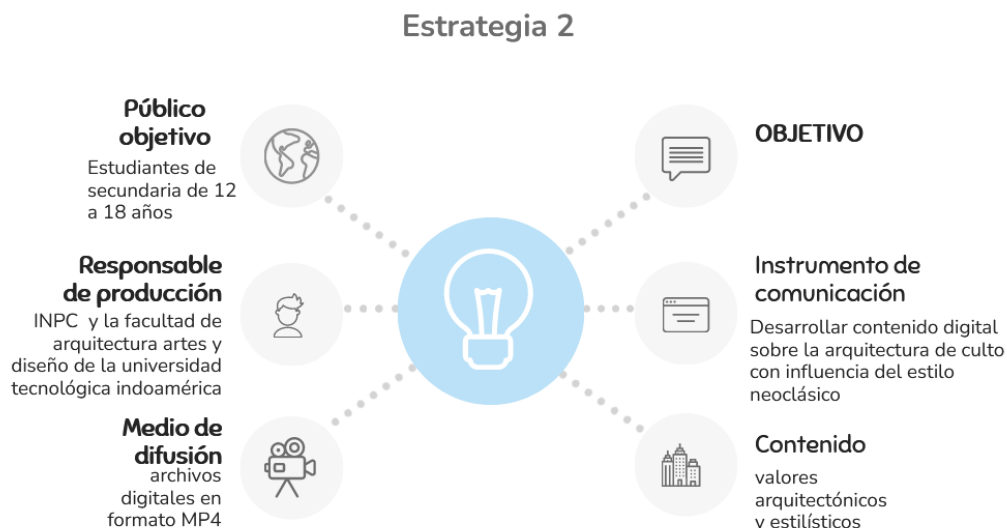 Estrategia 2
Público
objetivo
Estudiantes de
secundaria de 12
a 18 años
Responsable
de producción
INPC y la facultad de
arquitectura artes y
diseño de la universidad
tecnológica indoamérica
Medio de
difusión
archivos
digitales en
formato MP4
OBJETIVO
Instrumento de
comunicación
Desarrollar contenido digital
sobre la arquitectura de culto
con influencia del estilo
neoclásico
Contenido
valores
arquitectónicos
y estilísticos